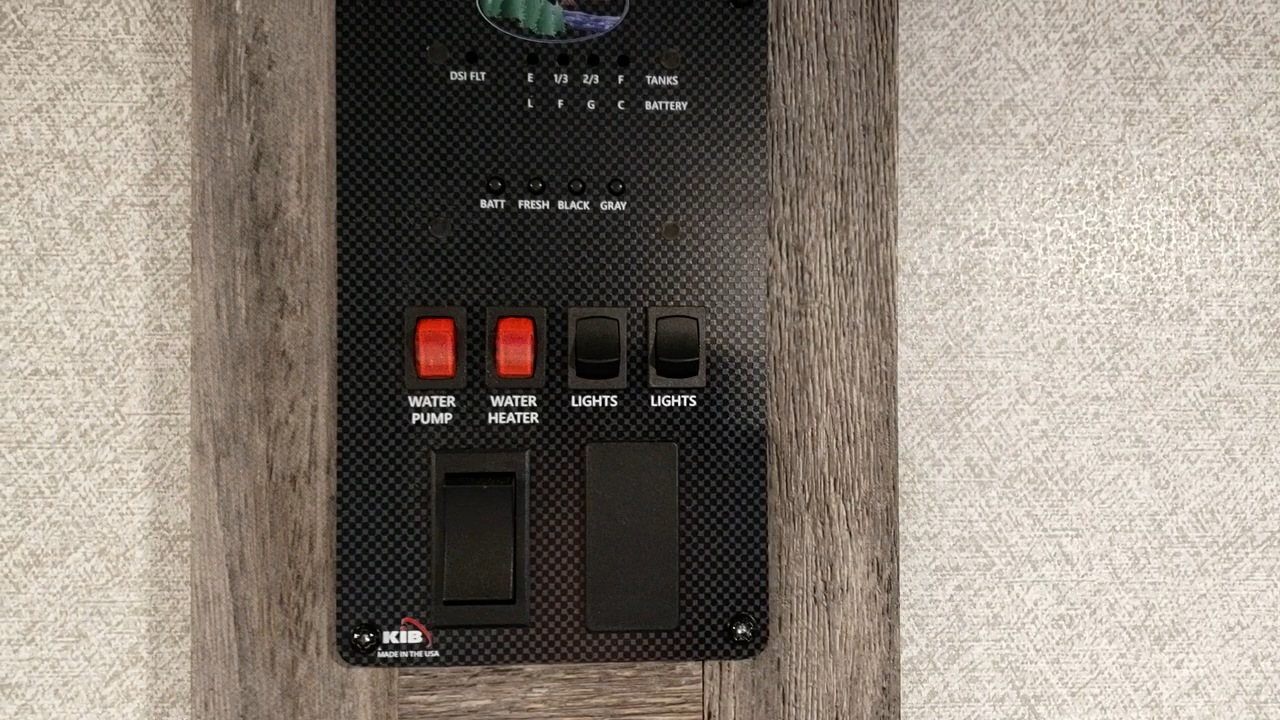 DSI FLT E 1/3 2/3 F TANKS
L F G C BATTERY
BATT FRESH BLACK GRAY
WATER PUMP WATER HEATER LIGHTS LIGHTS
KIB
MADE IN THE USA